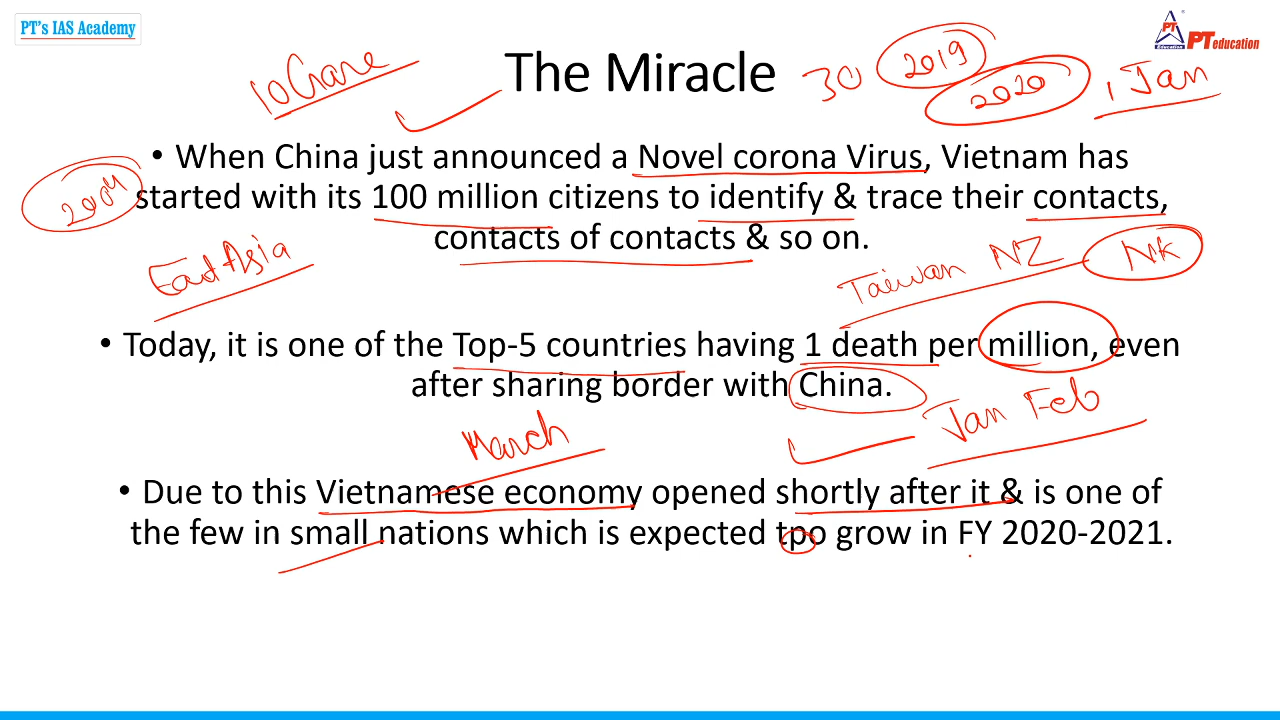 PT's IAS Academy
PT education
Education
The Miracle
10 Crore
30 2019
2020
1 Jan
• When China just announced a Novel corona Virus, Vietnam has
started with its 100 million citizens to identify & trace their contacts,
contacts of contacts & so on.
2004
East Asia
Taiwan NZ NK
• Today, it is one of the Top-5 countries having 1 death per million, even
after sharing border with China.
Jan Feb
March
• Due to this Vietnamese economy opened shortly after it & is one of
the few in small nations which is expected tpo grow in FY 2020-2021.